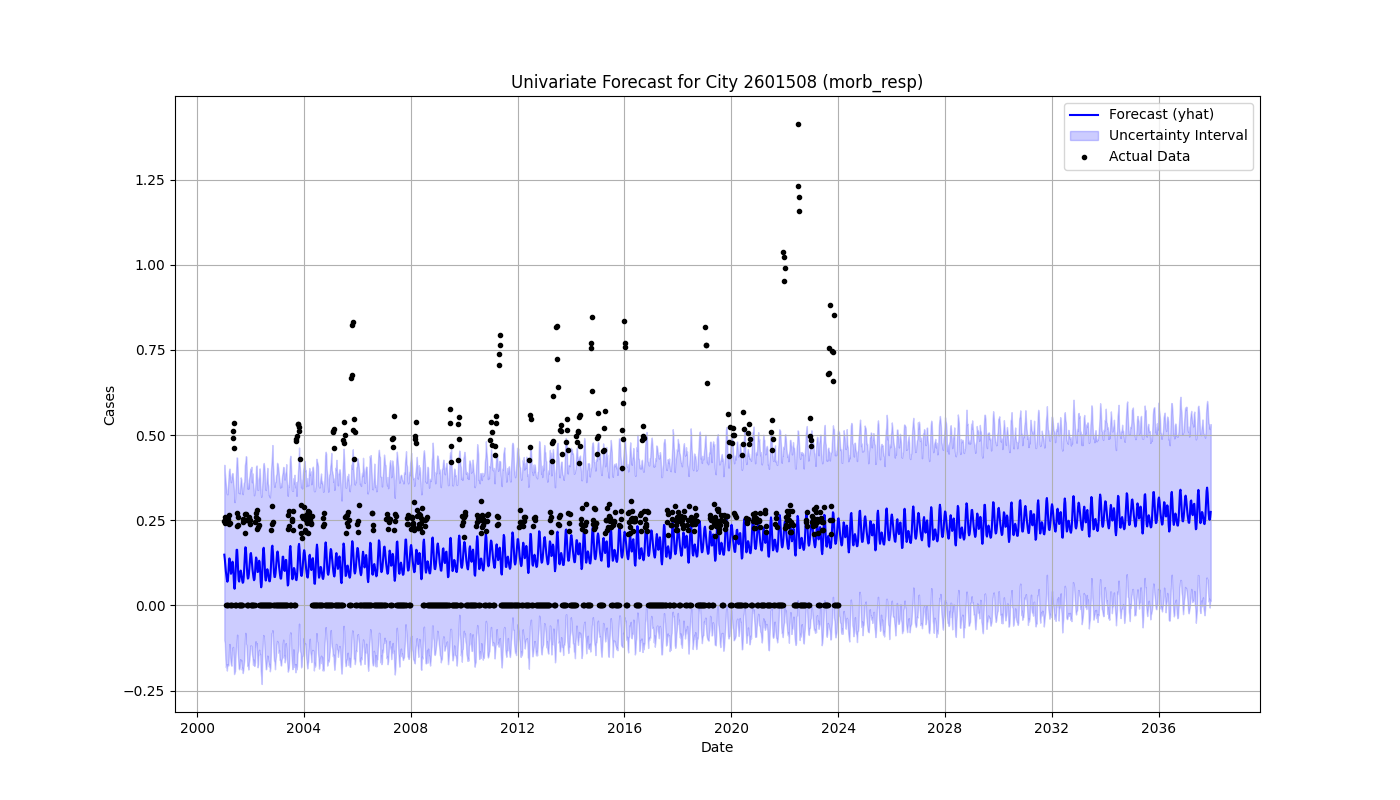 Univariate Forecast for City 2601508 (morb_resp)
Forecast (yhat)
Uncertainty Interval
Actual Data
Cases
1.25
1.00
0.75
0.50
0.25
0.00
−0.25
2000 2004 2008 2012 2016 2020 2024 2028 2032 2036
Date